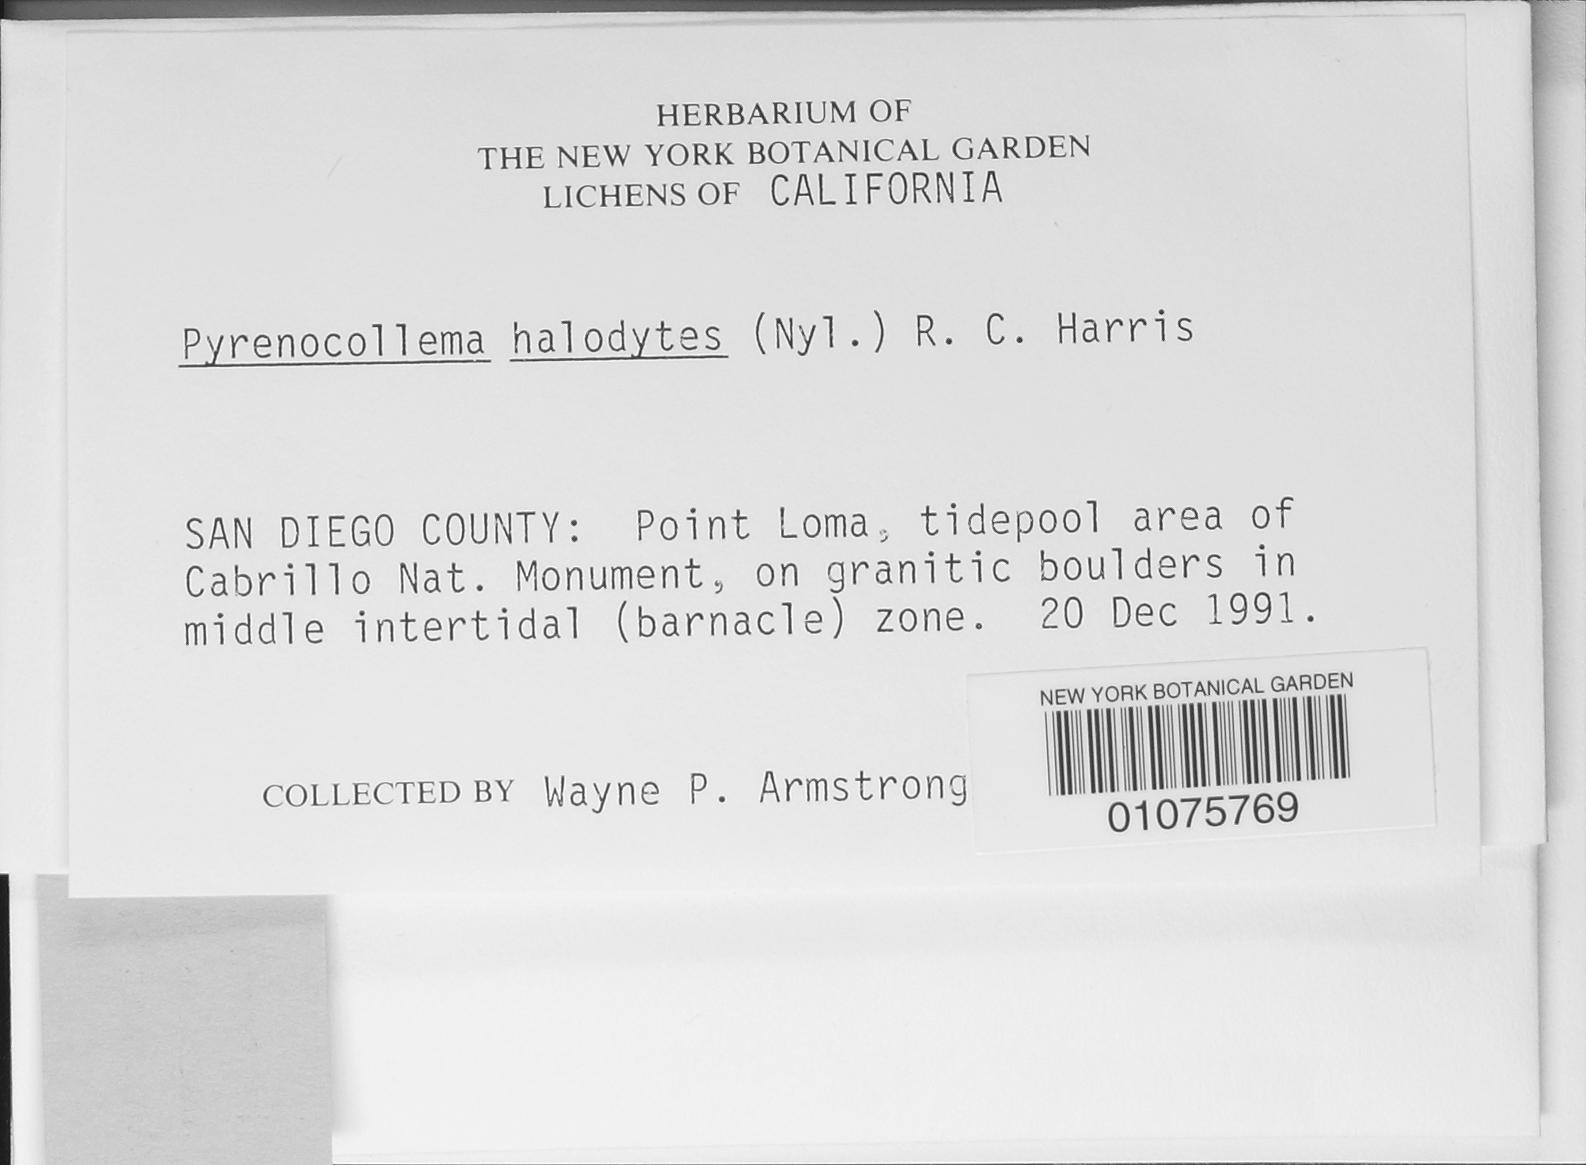 HERBARIUM OF
THE NEW YORK BOTANICAL GARDEN
LICHENS OF CALIFORNIA
Pyrenocollema halodytes (Nyl.) R. C. Harris
SAN DIEGO COUNTY: Point Loma, tidepool area of
Cabrillo Nat. Monument, on granitic boulders in
middle intertidal (barnacle) zone. 20 Dec 1991.
COLLECTED BY Wayne P. Armstrong
NEW YORK BOTANICAL GARDEN
01075769